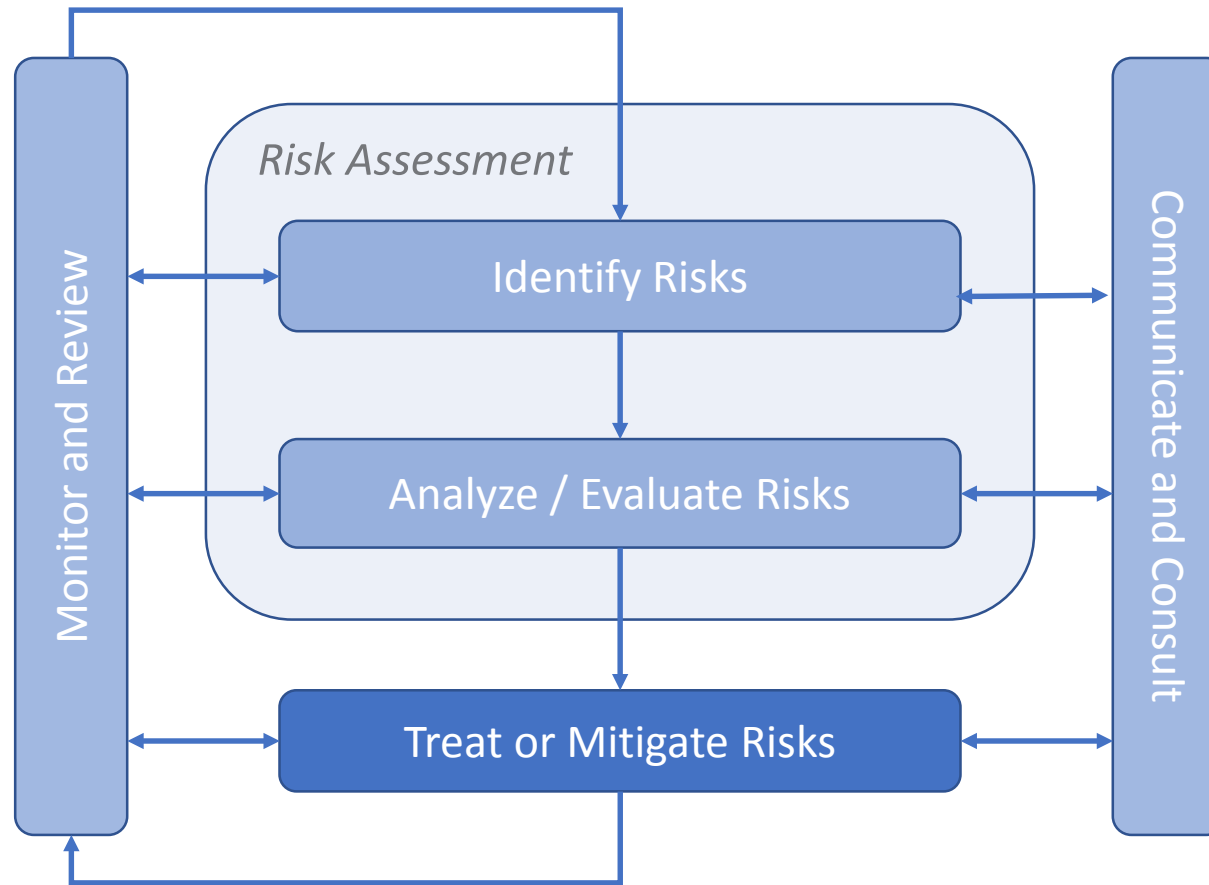 Risk Assessment
Identify Risks
Analyze / Evaluate Risks
Treat or Mitigate Risks
Monitor and Review
Communicate and Consult